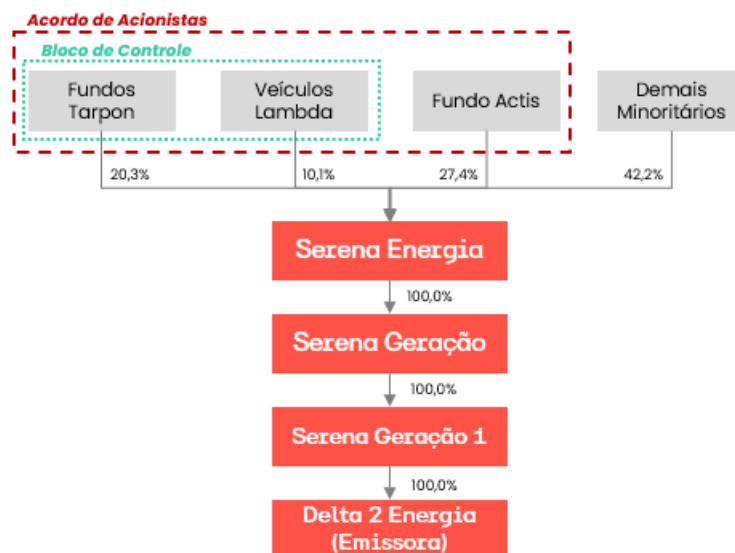 Acordo de Acionistas
Bloco de Controle
Fundos
Tarpon
Veículos
Lambda
Fundo Actis
Demais
Minoritários
20,3%
10,1%
27,4%
42,2%
Serena Energia
100,0%
Serena Geração
100,0%
Serena Geração 1
100,0%
Delta 2 Energia
(Emissora)